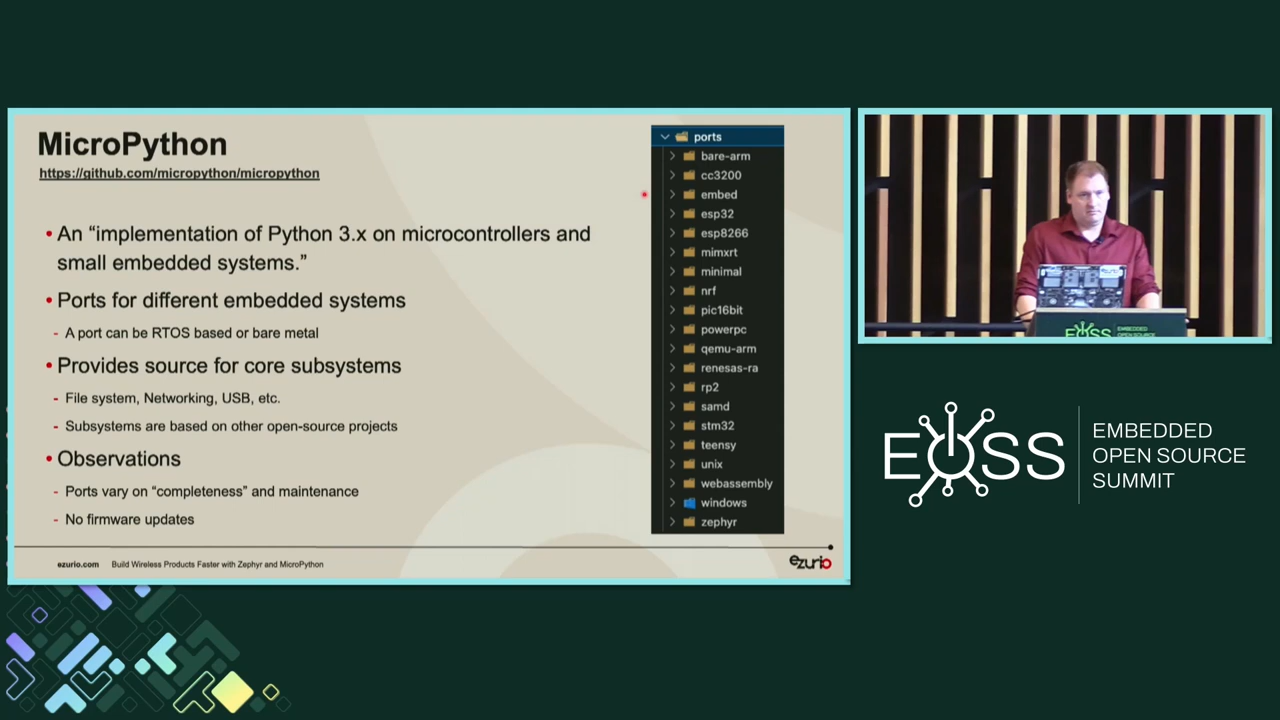 MicroPython
https://github.com/micropython/micropython
• An “implementation of Python 3.x on microcontrollers and
small embedded systems.”
• Ports for different embedded systems
- A port can be RTOS based or bare metal
• Provides source for core subsystems
- File system, Networking, USB, etc.
- Subsystems are based on other open-source projects
• Observations
- Ports vary on “completeness” and maintenance
- No firmware updates
ports
bare-arm
cc3200
embed
esp32
esp8266
mimxrt
minimal
nrf
pic16bit
powerpc
qemu-arm
renesas-ra
rp2
samd
stm32
teensy
unix
webassembly
windows
zephyr
ezurio.com Build Wireless Products Faster with Zephyr and MicroPython
ezurio
EOSS
EMBEDDED
OPEN SOURCE
EOSS
EMBEDDED
OPEN SOURCE
SUMMIT